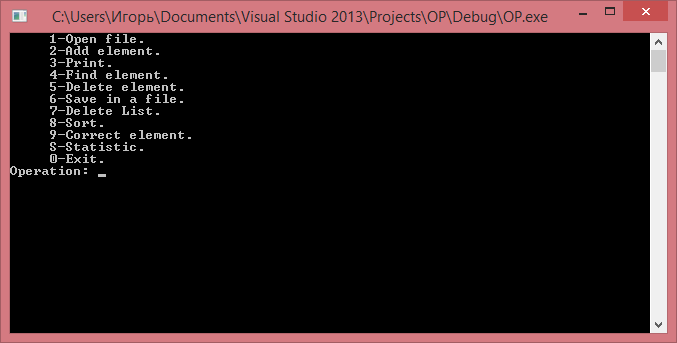 C:\Users\Игорь\Documents\Visual Studio 2013\Projects\OP\Debug\OP.exe
1-Open file.
2-Add element.
3-Print.
4-Find element.
5-Delete element.
6-Save in a file.
7-Delete List.
8-Sort.
9-Correct element.
S-Statistic.
0-Exit.
Operation: _